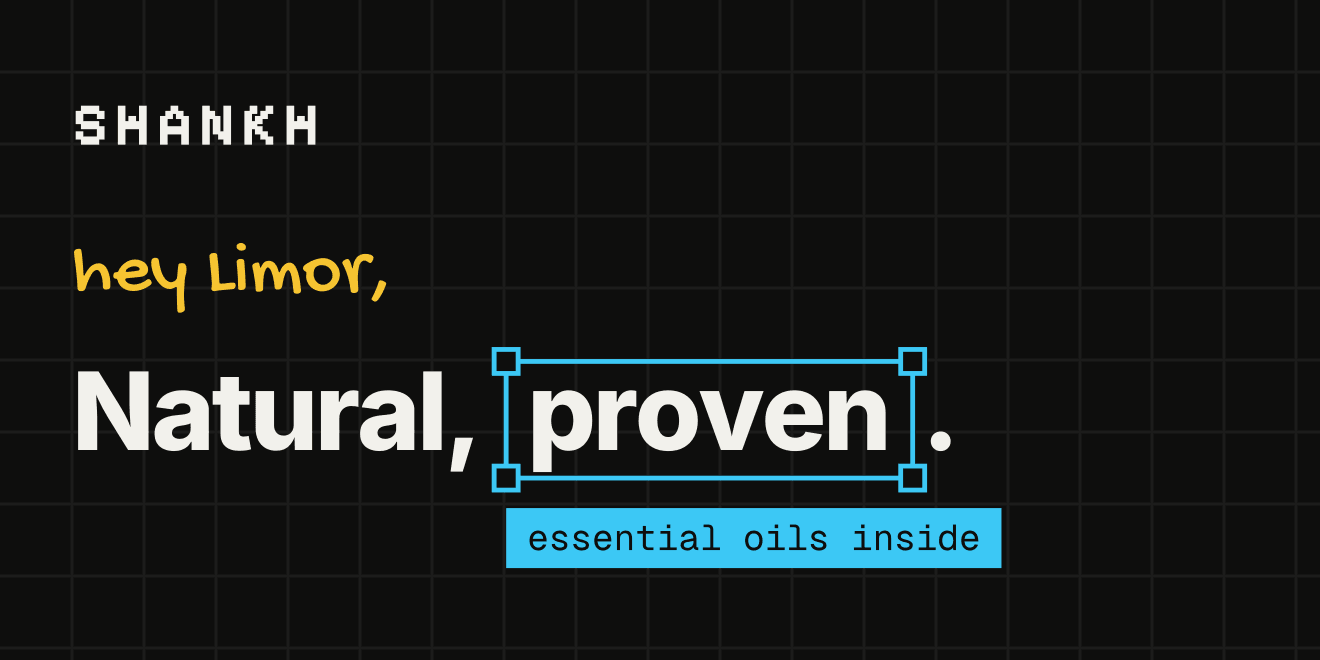 SHANKH
hey Limor,
Natural, proven.
essential oils inside